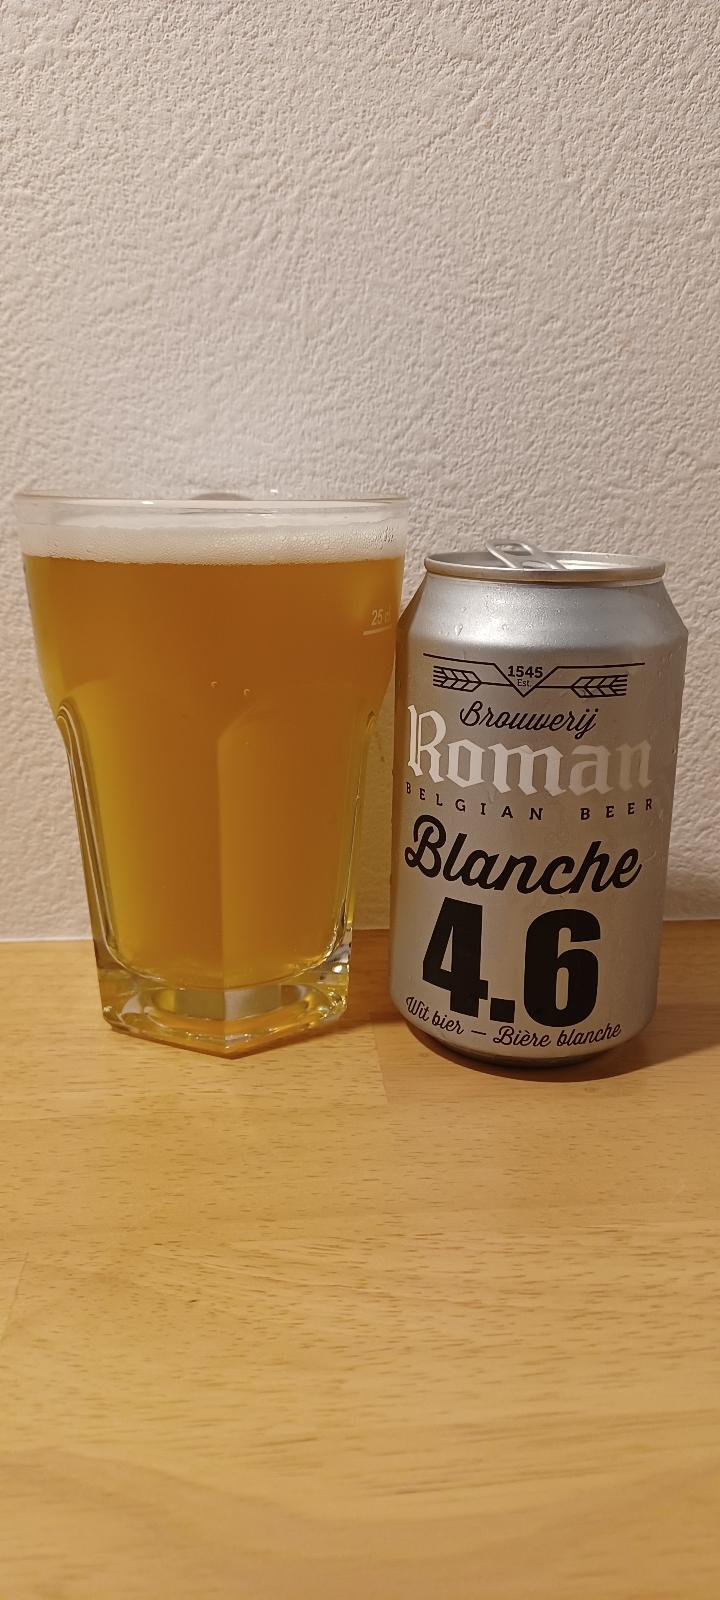 25 cl
1545
Est.
Brouwerij
Roman
BELGIAN BEER
Blanche
4.6
Wit bier – Bière blanche